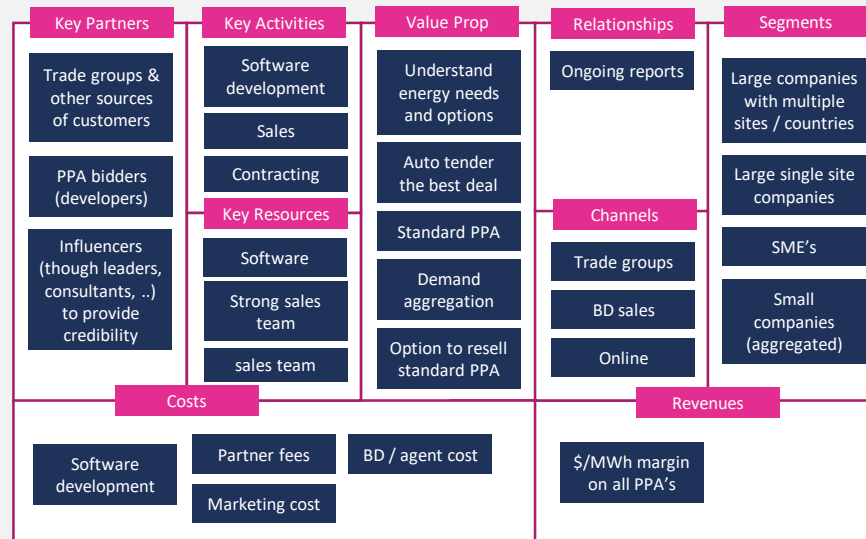 Key Partners
Trade groups &
other sources
of customers
PPA bidders
(developers)
Influencers
(though leaders,
consultants, ..)
to provide
credibility
Key Activities
Software
development
Sales
Contracting
Key Resources
Software
Strong sales
team
sales team
Value Prop
Understand
energy needs
and options
Auto tender
the best deal
Standard PPA
Demand
aggregation
Option to resell
standard PPA
Relationships
Ongoing reports
Channels
Trade groups
BD sales
Online
Segments
Large companies
with multiple
sites / countries
Large single site
companies
SME's
Small
companies
(aggregated)
Costs
Software
development
Partner fees
Marketing cost
BD / agent cost
Revenues
$/MWh margin
on all PPA's